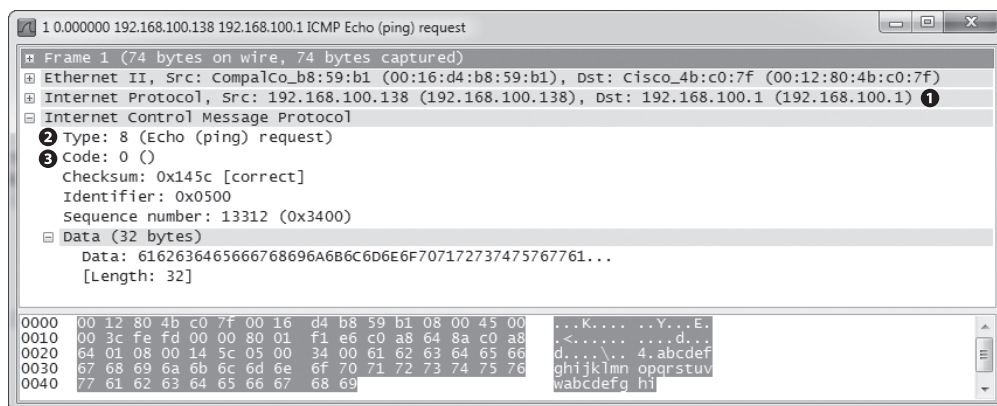 1 0.000000 192.168.100.138 192.168.100.1 ICMP Echo (ping) request
Frame 1 (74 bytes on wire, 74 bytes captured)
Ethernet II, Src: CompalCo_b8:59:b1 (00:16:d4:b8:59:b1), Dst: Cisco_4b:c0:7f (00:12:80:4b:c0:7f)
Internet Protocol, Src: 192.168.100.138 (192.168.100.138), Dst: 192.168.100.1 (192.168.100.1) ❶
Internet Control Message Protocol
❷ Type: 8 (Echo (ping) request)
❸ Code: 0 ()
Checksum: 0x145c [correct]
Identifier: 0x0500
Sequence number: 13312 (0x3400)
Data (32 bytes)
Data: 6162636465666768696A6B6C6D6E6F707172737475767761...
[Length: 32]
0000 00 12 80 4b c0 7f 00 16 d4 b8 59 b1 08 00 45 00 ...K.... ..Y...E.
0010 00 3c fe fd 00 00 80 01 f1 e6 c0 a8 64 8a c0 a8 .<...... ....d...
0020 64 01 08 00 14 5c 05 00 34 00 61 62 63 64 65 66 d....\.. 4.abcdef
0030 67 68 69 6a 6b 6c 6d 6e 6f 70 71 72 73 74 75 76 ghijklmn opqrstuv
0040 77 61 62 63 64 65 66 67 68 69 wabcdefg hi